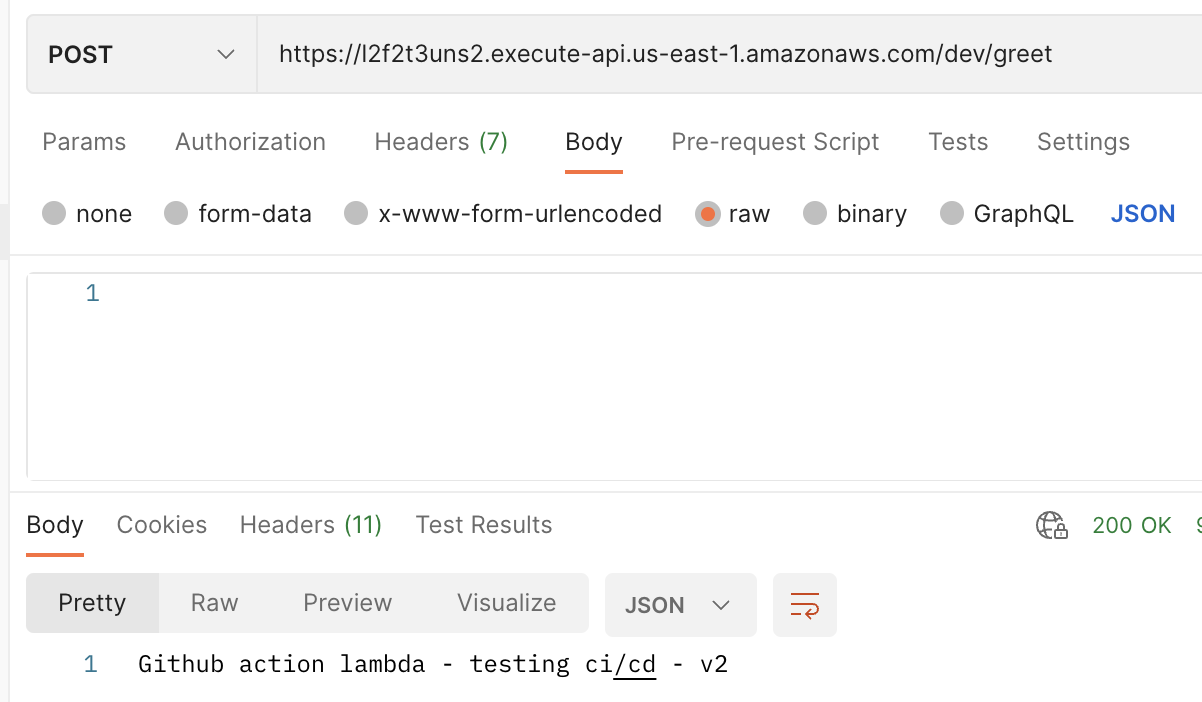 POST https://l2f2t3uns2.execute-api.us-east-1.amazonaws.com/dev/greet
Params Authorization Headers (7) Body Pre-request Script Tests Settings
none form-data x-www-form-urlencoded raw binary GraphQL JSON
1
Body Cookies Headers (11) Test Results 200 OK
Pretty Raw Preview Visualize JSON
1 Github action lambda - testing ci/cd - v2